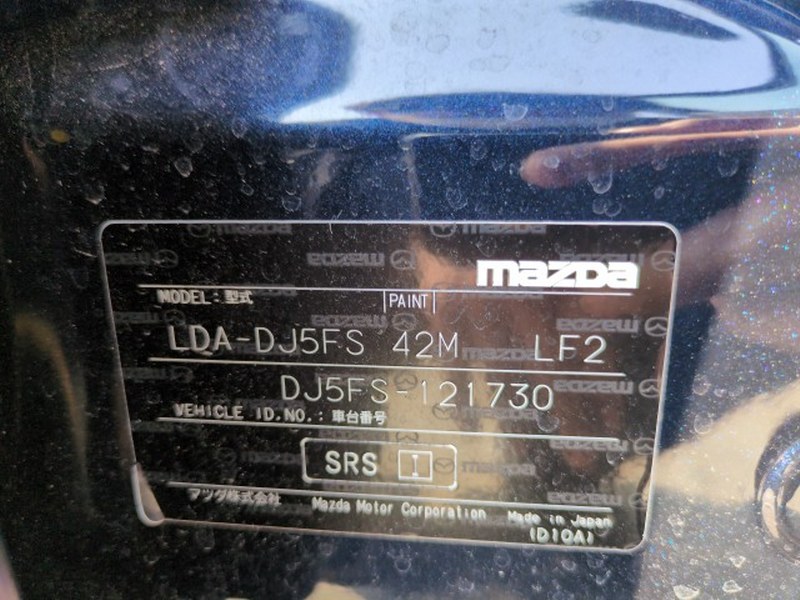 mazda
MODEL : 型式 PAINT
LDA-DJ5FS 42M LF2
DJ5FS-121730
VEHICLE ID.NO. : 車台番号
SRS I
マツダ株式会社 Mazda Motor Corporation Made in Japan
(D10A)